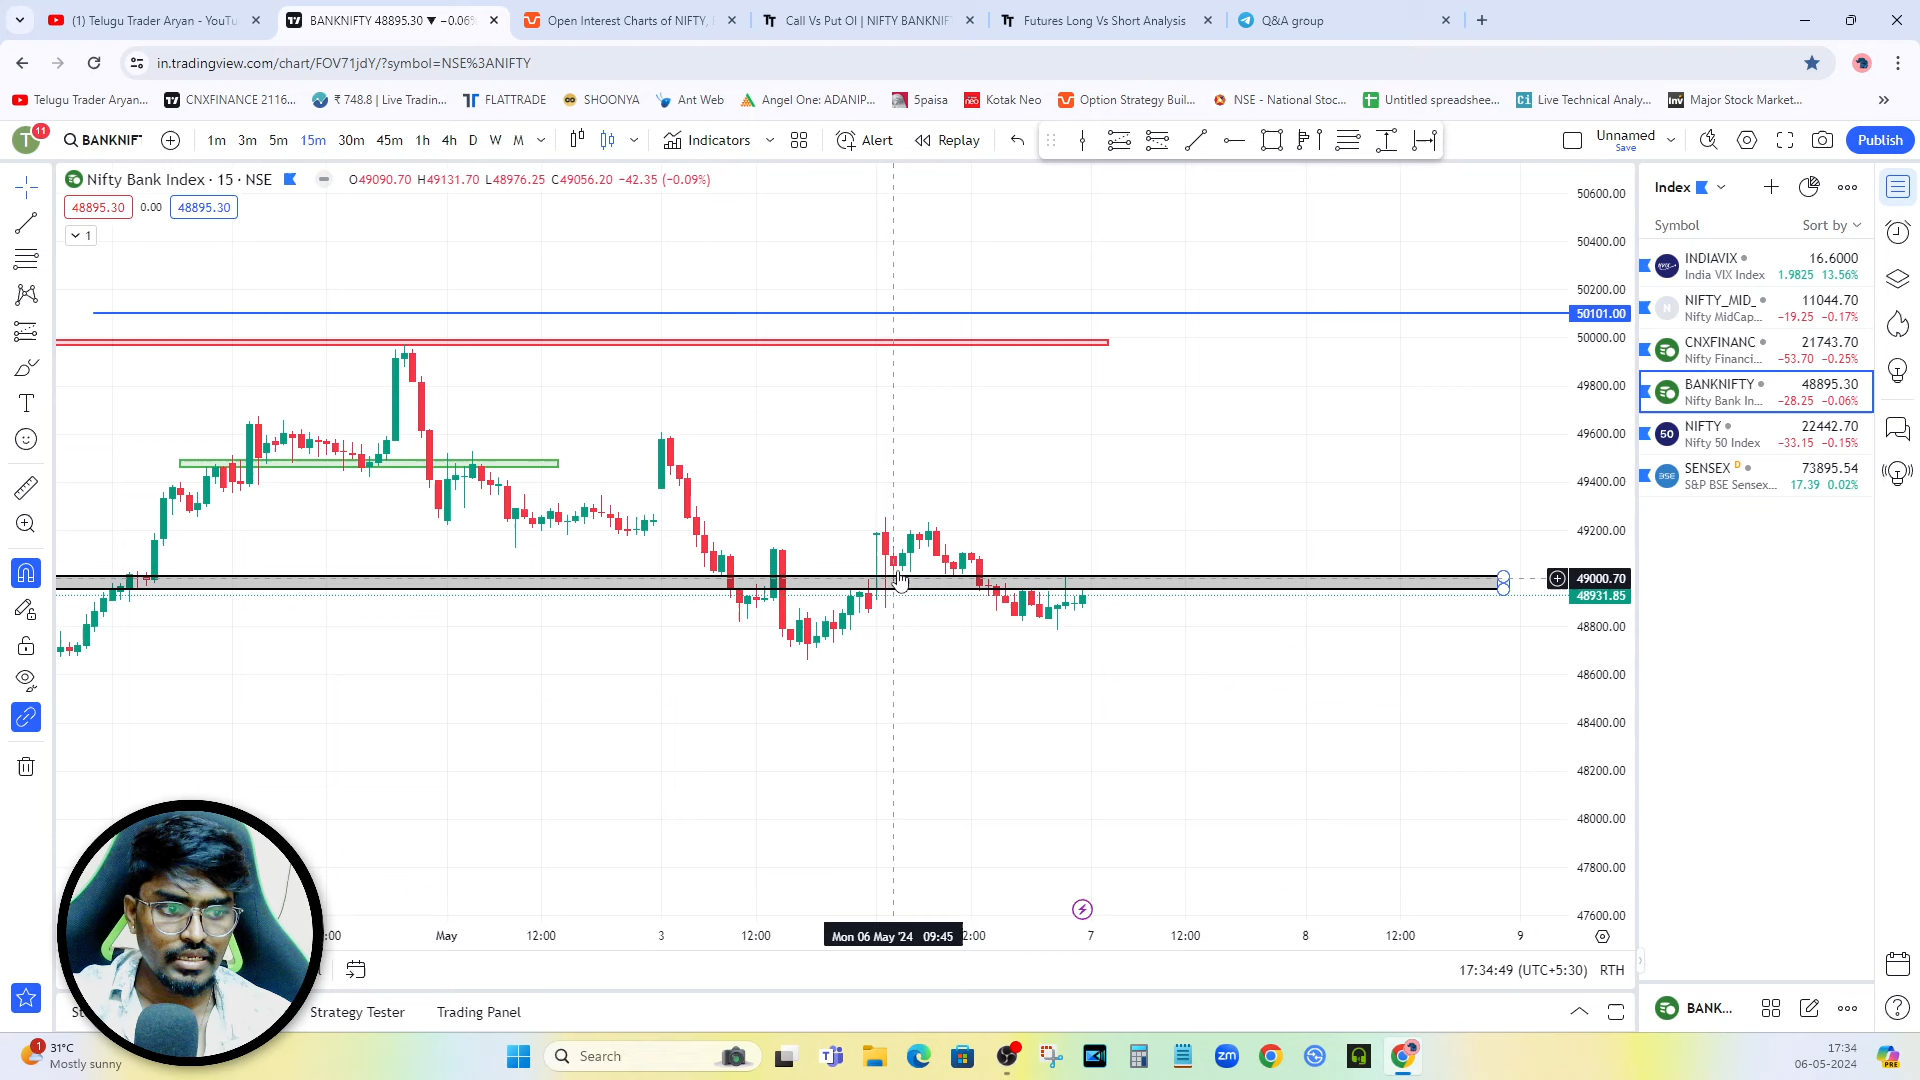 (1) Telugu Trader Aryan - YouTu
BANKNIFTY 48895.30 ▼ −0.06%
Open Interest Charts of NIFTY,
Call Vs Put OI | NIFTY BANKNIF
Futures Long Vs Short Analysis
Q&A group
in.tradingview.com/chart/FOV71jdY/?symbol=NSE%3ANIFTY
Telugu Trader Aryan...
CNXFINANCE 2116...
₹ 748.8 | Live Tradin...
FLATTRADE
SHOONYA
Ant Web
Angel One: ADANIP...
5paisa
Kotak Neo
Option Strategy Buil...
NSE - National Stoc...
Untitled spreadshee...
Live Technical Analy...
Major Stock Market...
T 11
BANKNIF
1m 3m 5m 15m 30m 45m 1h 4h D W M
Indicators
Alert
Replay
Unnamed
Save
Publish
Nifty Bank Index · 15 · NSE
O49090.70 H49131.70 L48976.25 C49056.20 −42.35 (−0.09%)
48895.30 0.00 48895.30
1
50600.00
50400.00
50200.00
50101.00
50000.00
49800.00
49600.00
49400.00
49200.00
49000.70
48931.85
48800.00
48600.00
48400.00
48200.00
48000.00
47800.00
47600.00
:00 May 12:00 3 12:00 Mon 06 May '24 09:45 2:00 7 12:00 8 12:00 9
17:34:49 (UTC+5:30) RTH
Strategy Tester
Trading Panel
Index
Symbol
Sort by
INDIAVIX 16.6000
India VIX Index 1.9825 13.56%
NIFTY_MID_ 11044.70
Nifty MidCap... −19.25 −0.17%
CNXFINANC 21743.70
Nifty Financi... −53.70 −0.25%
BANKNIFTY 48895.30
Nifty Bank In... −28.25 −0.06%
50 NIFTY 22442.70
Nifty 50 Index −33.15 −0.15%
BSE SENSEX D 73895.54
S&P BSE Sensex... 17.39 0.02%
BANK...
1 31°C
Mostly sunny
Search
zm
17:34
06-05-2024
PRE